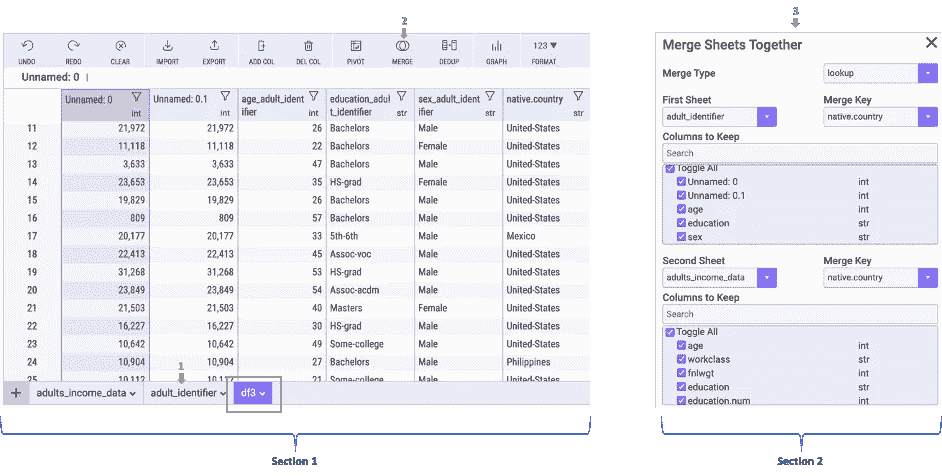 2
3
UNDO REDO CLEAR IMPORT EXPORT ADD COL DEL COL PIVOT MERGE DEDUP GRAPH 123 FORMAT
Unnamed: 0
Unnamed: 0 int Unnamed: 0.1 int age_adult_identifier int education_adult_identifier str sex_adult_identifier str native.country str
11 21,972 21,972 26 Bachelors Male United-States
12 11,118 11,118 22 Bachelors Female United-States
13 3,633 3,633 47 Bachelors Male United-States
14 23,653 23,653 35 HS-grad Female United-States
15 19,829 19,829 26 Bachelors Male United-States
16 809 809 57 Bachelors Male United-States
17 20,177 20,177 33 5th-6th Male Mexico
18 22,413 22,413 45 Assoc-voc Male United-States
19 31,268 31,268 53 HS-grad Male United-States
20 23,849 23,849 54 Assoc-acdm Male United-States
21 21,503 21,503 40 Masters Female United-States
22 16,227 16,227 30 HS-grad Male United-States
23 10,642 10,642 49 Some-college Male United-States
24 10,904 10,904 27 Bachelors Male Philippines
25 10,112 10,112 21 Some-college Male United-States
1
+ adults_income_data adult_identifier df3
Section 1
Merge Sheets Together
Merge Type lookup
First Sheet Merge Key
adult_identifier native.country
Columns to Keep
Search
Toggle All
Unnamed: 0 int
Unnamed: 0.1 int
age int
education str
sex str
Second Sheet Merge Key
adults_income_data native.country
Columns to Keep
Search
Toggle All
age int
workclass str
fnlwgt int
education str
education.num int
Section 2